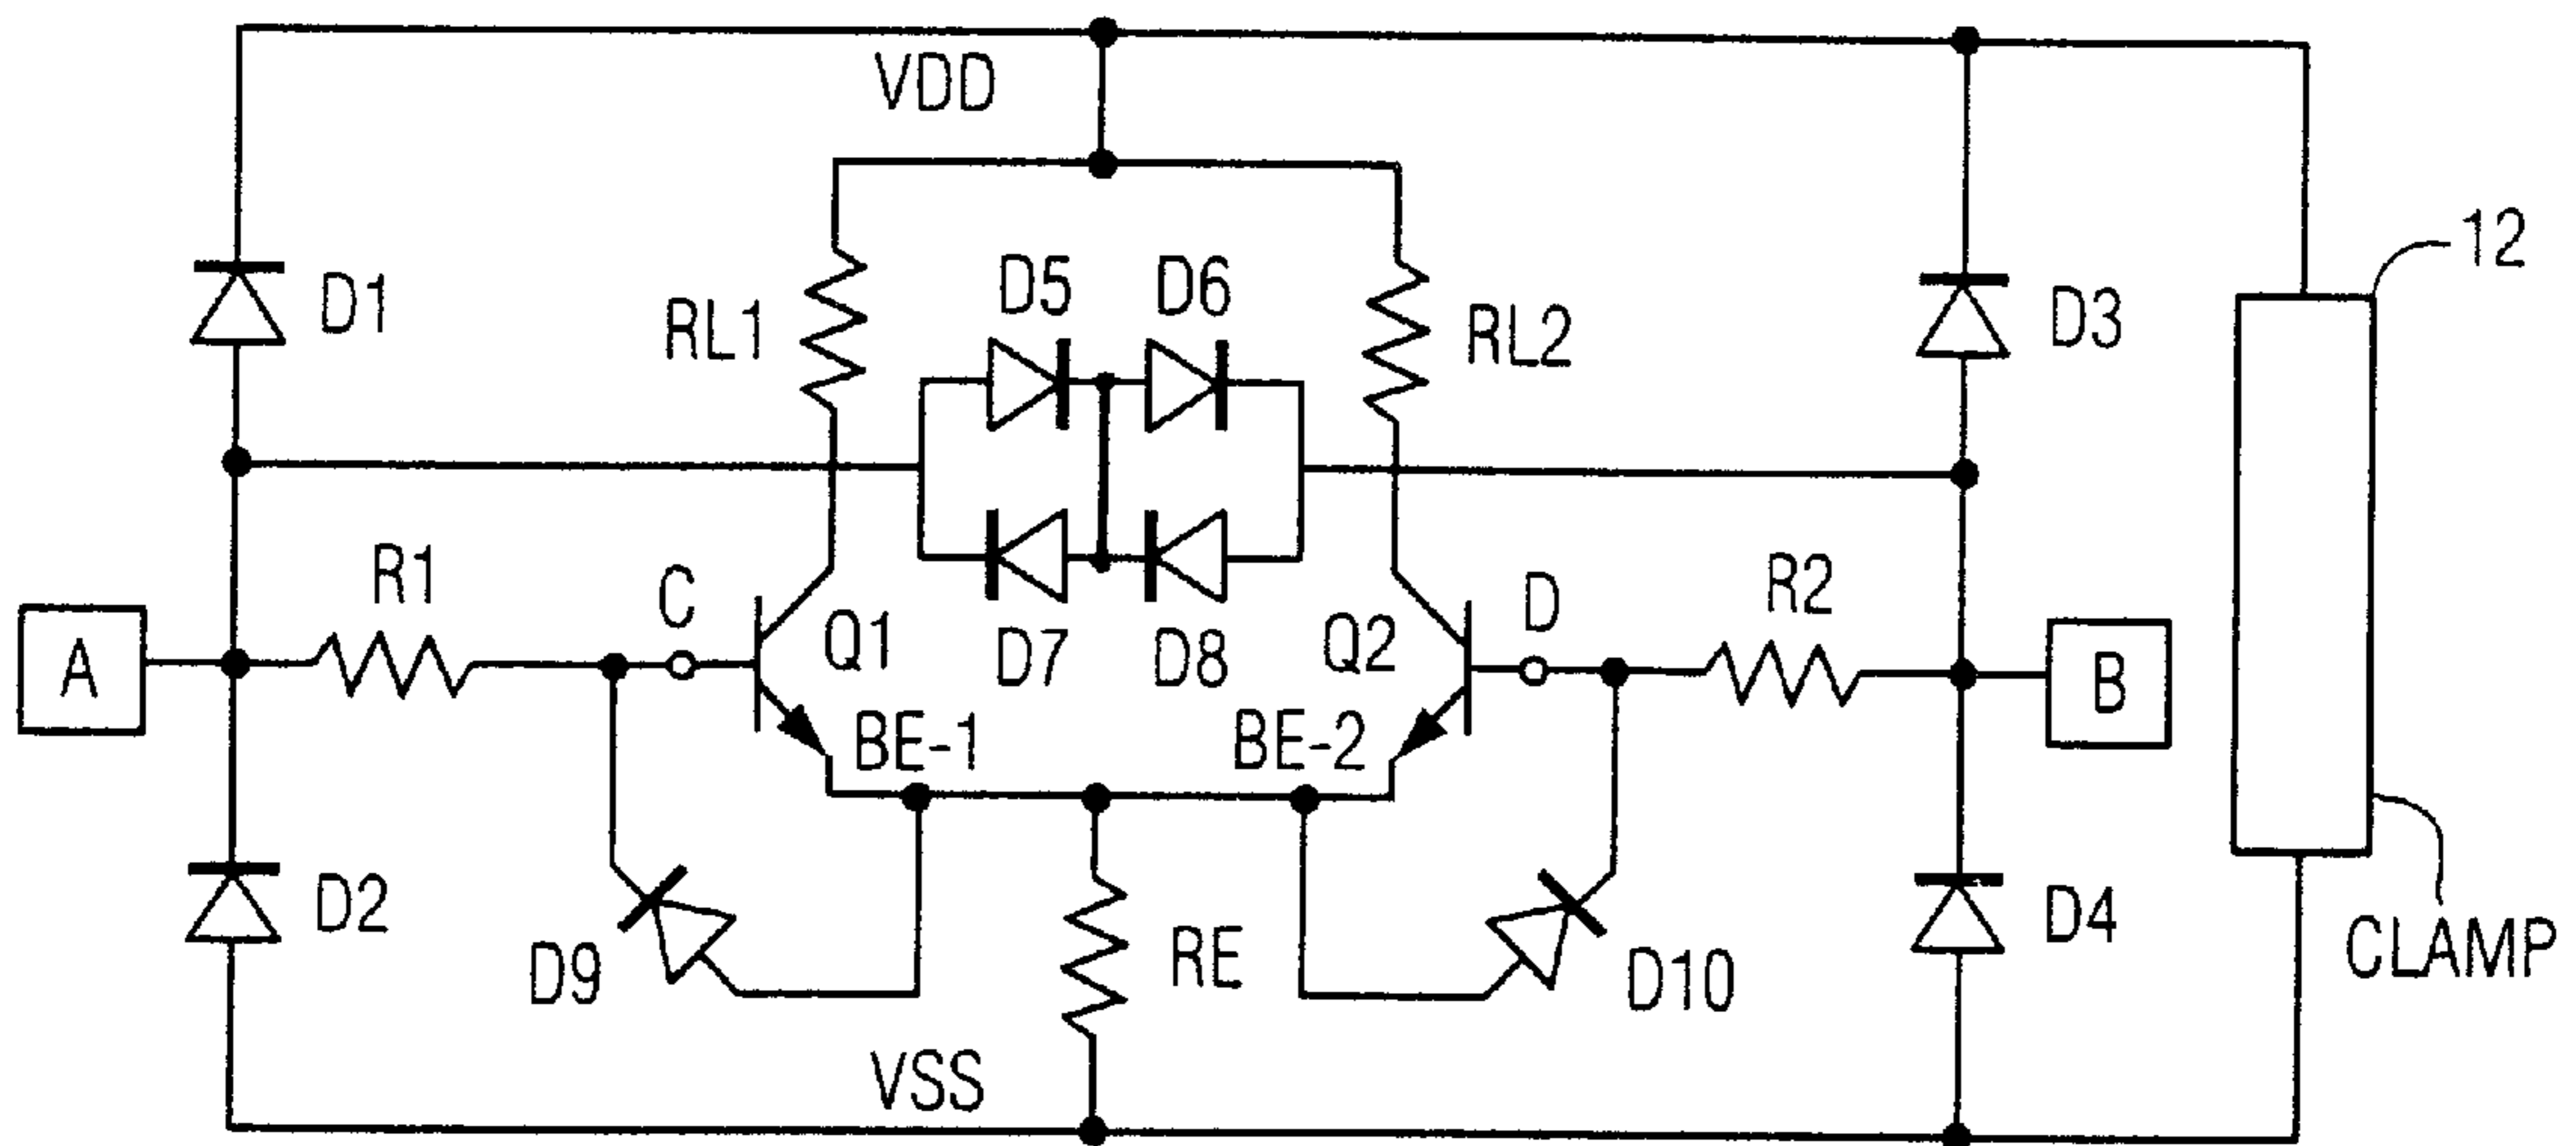 VDD
12
D1
RL1
D5
D6
RL2
D3
R1
C
Q1
D7
D8
Q2
D
R2
A
B
BE-1
BE-2
D2
D9
RE
D10
D4
CLAMP
VSS